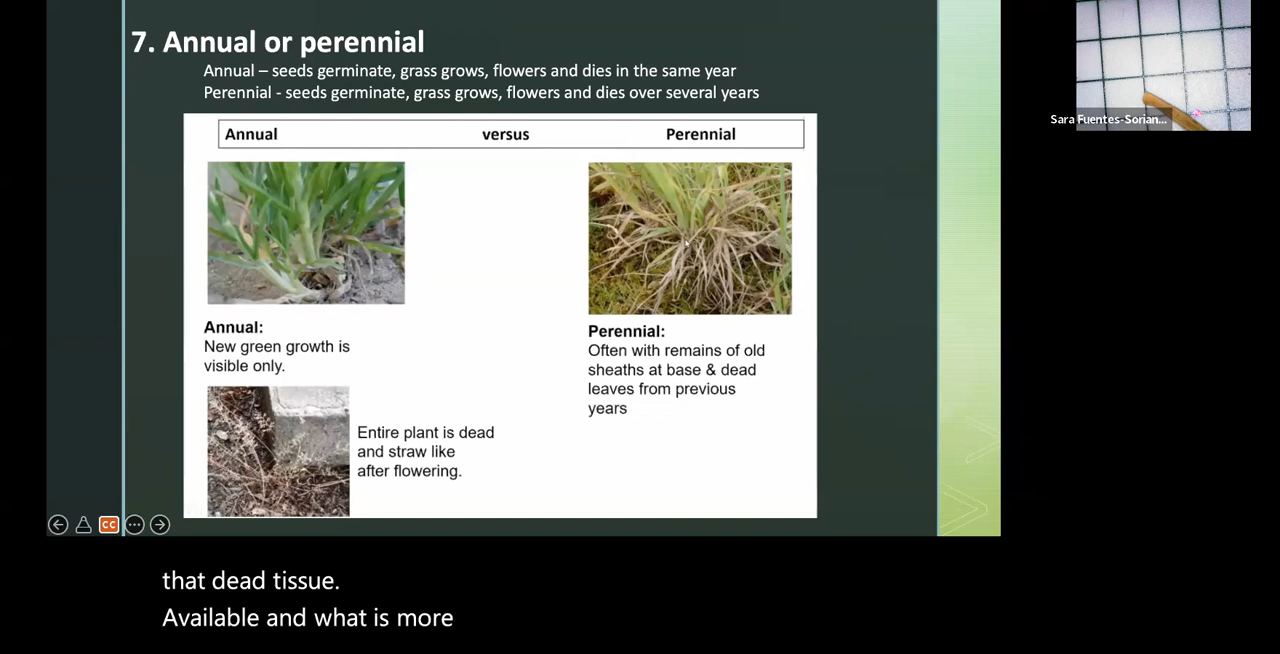 7. Annual or perennial
Annual – seeds germinate, grass grows, flowers and dies in the same year
Perennial - seeds germinate, grass grows, flowers and dies over several years
Annual versus Perennial
Annual:
New green growth is
visible only.
Perennial:
Often with remains of old
sheaths at base & dead
leaves from previous
years
Entire plant is dead
and straw like
after flowering.
CC
that dead tissue.
Available and what is more
Sara Fuentes-Sorian...